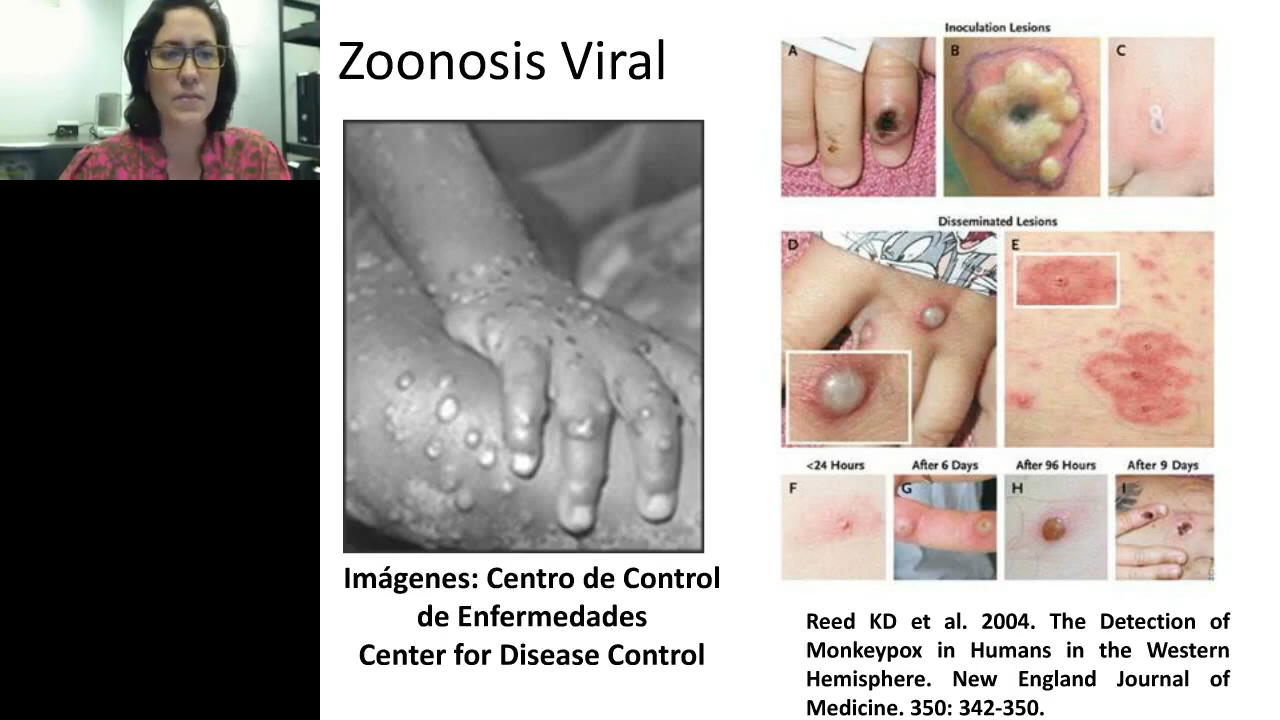 Zoonosis Viral
Imágenes: Centro de Control
de Enfermedades
Center for Disease Control
Inoculation Lesions
A
B
C
Disseminated Lesions
D
E
<24 Hours
After 6 Days
After 96 Hours
After 9 Days
F
G
H
I
Reed KD et al. 2004. The Detection of
Monkeypox in Humans in the Western
Hemisphere. New England Journal of
Medicine. 350: 342-350.